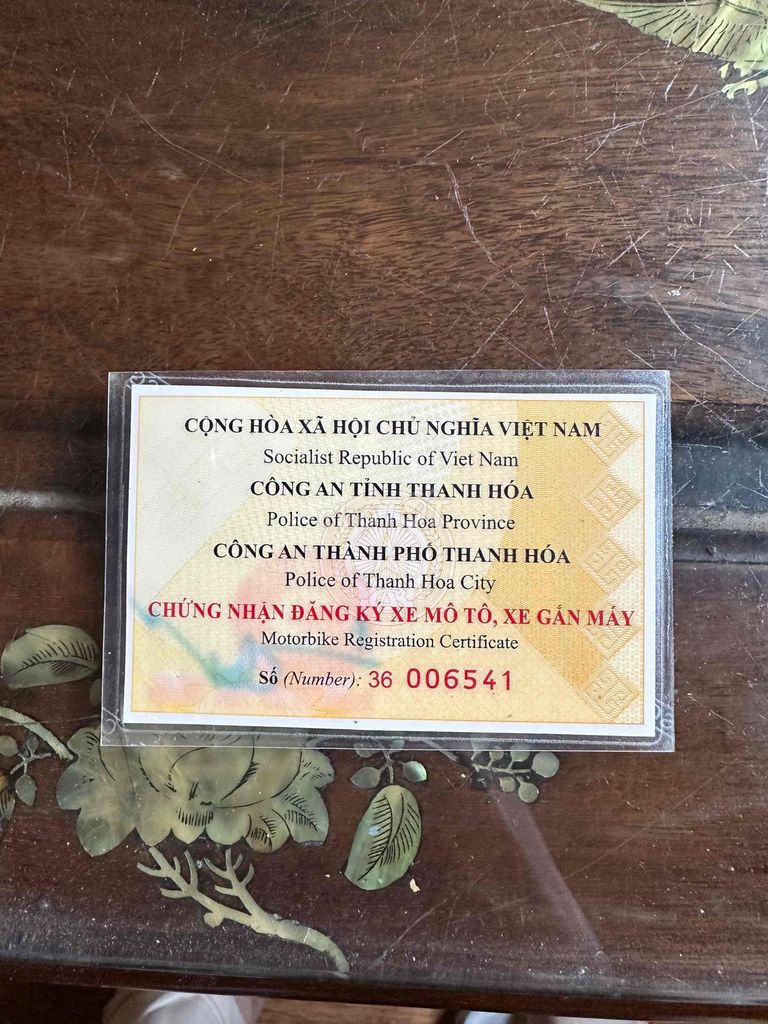 CỘNG HÒA XÃ HỘI CHỦ NGHĨA VIỆT NAM
Socialist Republic of Viet Nam
CÔNG AN TỈNH THANH HÓA
Police of Thanh Hoa Province
CÔNG AN THÀNH PHỐ THANH HÓA
Police of Thanh Hoa City
CHỨNG NHẬN ĐĂNG KÝ XE MÔ TÔ, XE GẮN MÁY
Motorbike Registration Certificate
Số (Number): 36 006541